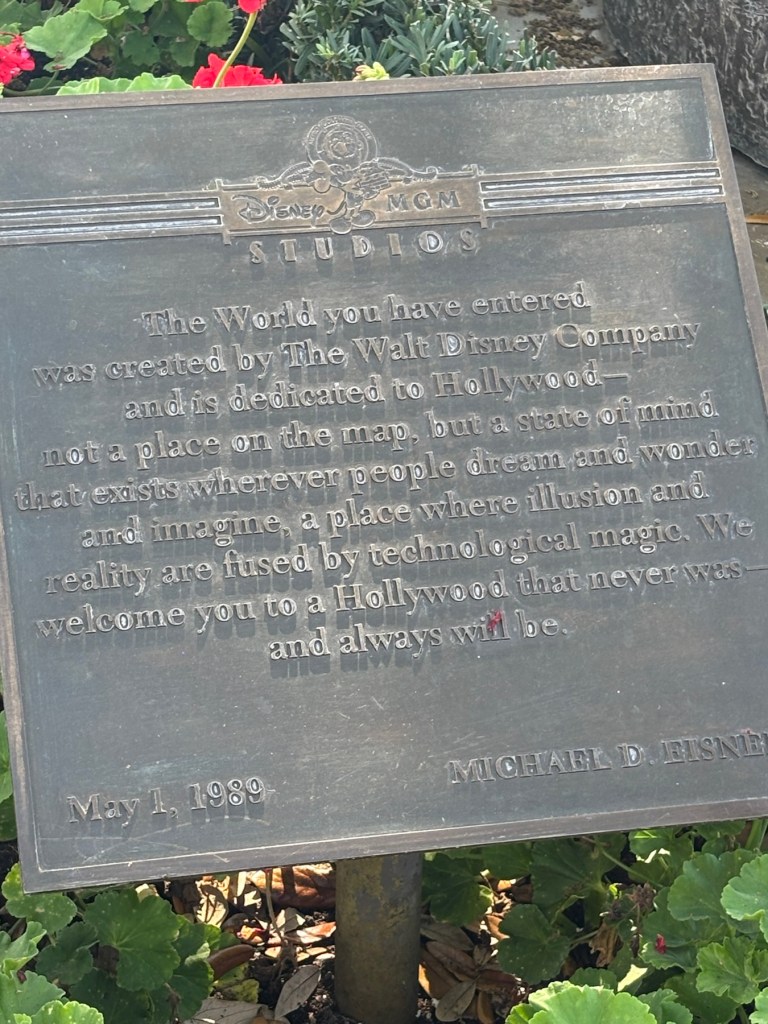 Disney MGM
STUDIOS
The World you have entered
was created by The Walt Disney Company
and is dedicated to Hollywood—
not a place on the map, but a state of mind
that exists wherever people dream and wonder
and imagine, a place where illusion and
reality are fused by technological magic. We
welcome you to a Hollywood that never was—
and always will be.
May 1, 1989
MICHAEL D. EISNE